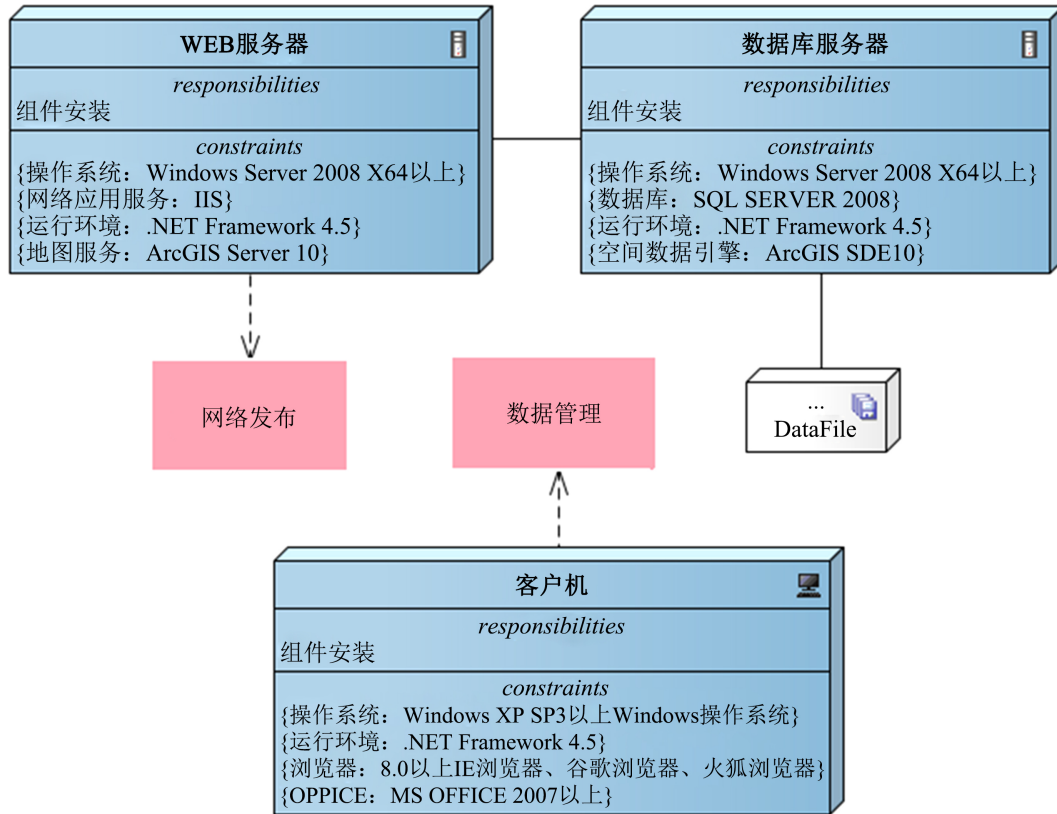 WEB服务器
responsibilities
组件安装
constraints
{操作系统：Windows Server 2008 X64以上}
{网络应用服务：IIS}
{运行环境：.NET Framework 4.5}
{地图服务：ArcGIS Server 10}
数据库服务器
responsibilities
组件安装
constraints
{操作系统：Windows Server 2008 X64以上}
{数据库：SQL SERVER 2008}
{运行环境：.NET Framework 4.5}
{空间数据引擎：ArcGIS SDE10}
网络发布
数据管理
...
DataFile
客户机
responsibilities
组件安装
constraints
{操作系统：Windows XP SP3以上Windows操作系统}
{运行环境：.NET Framework 4.5}
{浏览器：8.0以上IE浏览器、谷歌浏览器、火狐浏览器}
{OPPICE：MS OFFICE 2007以上}